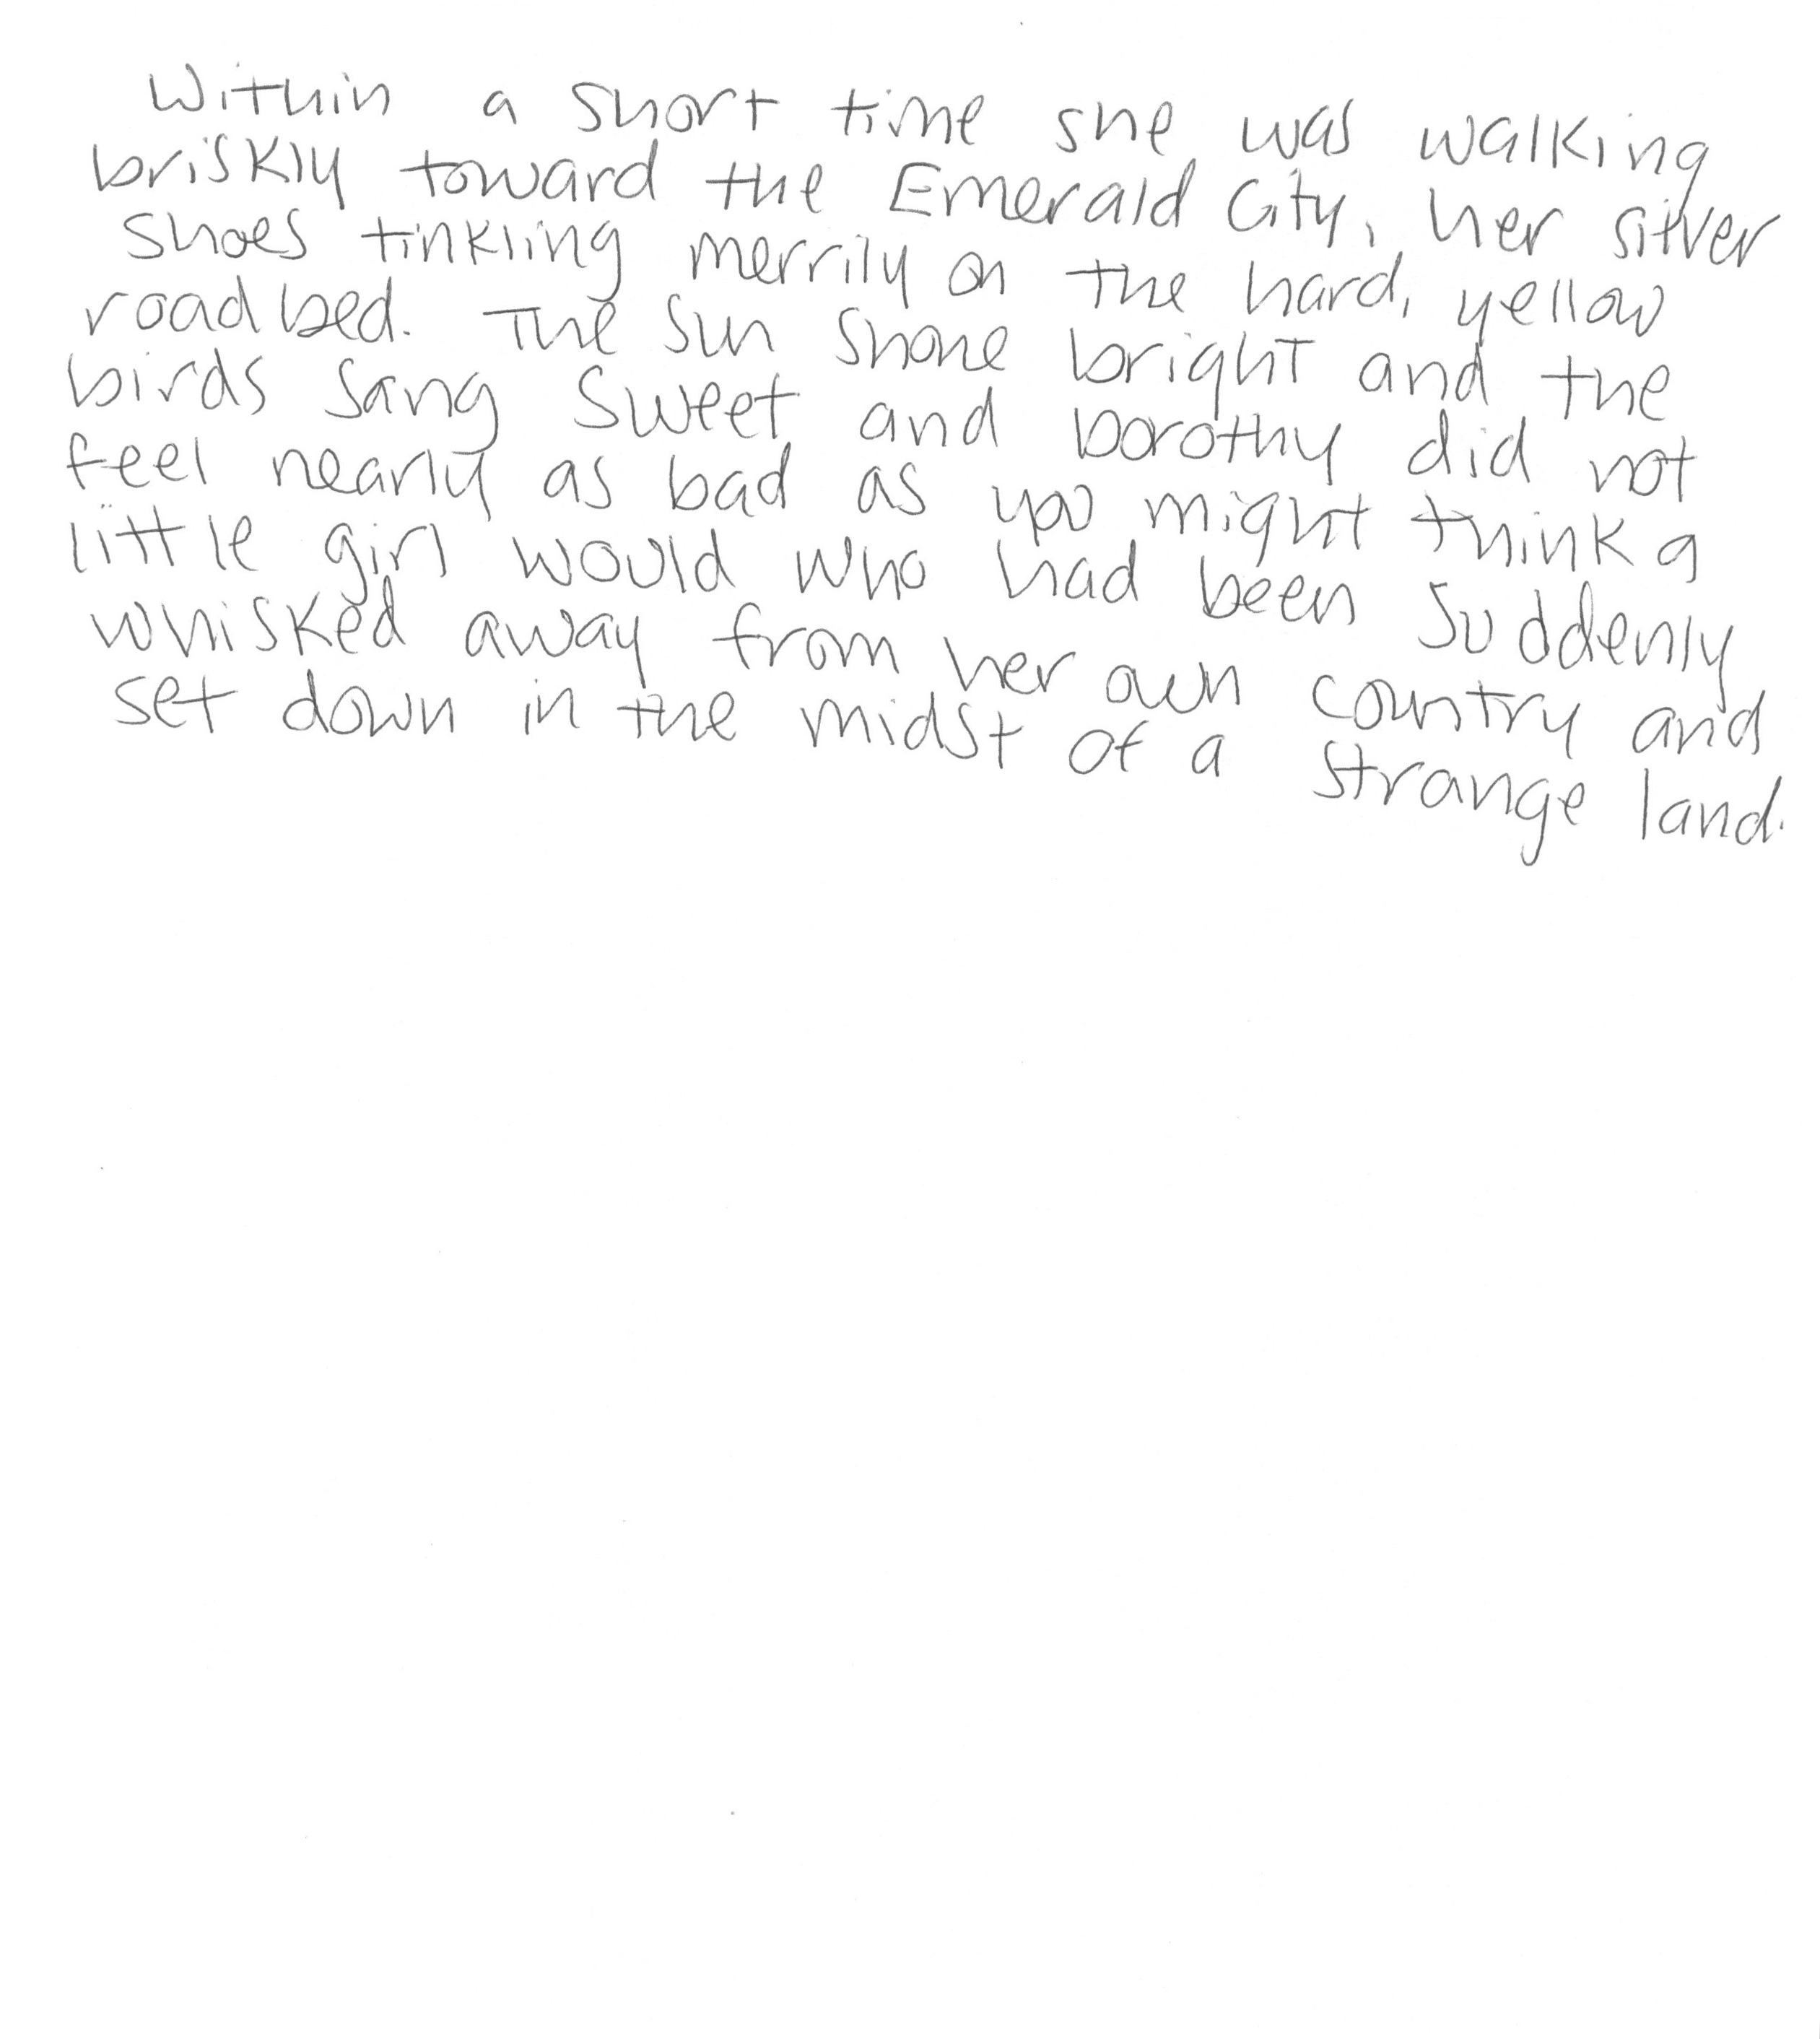 Within a short time she was walking
briskly toward the Emerald City, her silver
shoes tinkling merrily on the hard, yellow
roadbed. The sun shone bright and the
birds sang sweet and Dorothy did not
feel nearly as bad as you might think a
little girl would who had been suddenly
whisked away from her own country and
set down in the midst of a strange land.